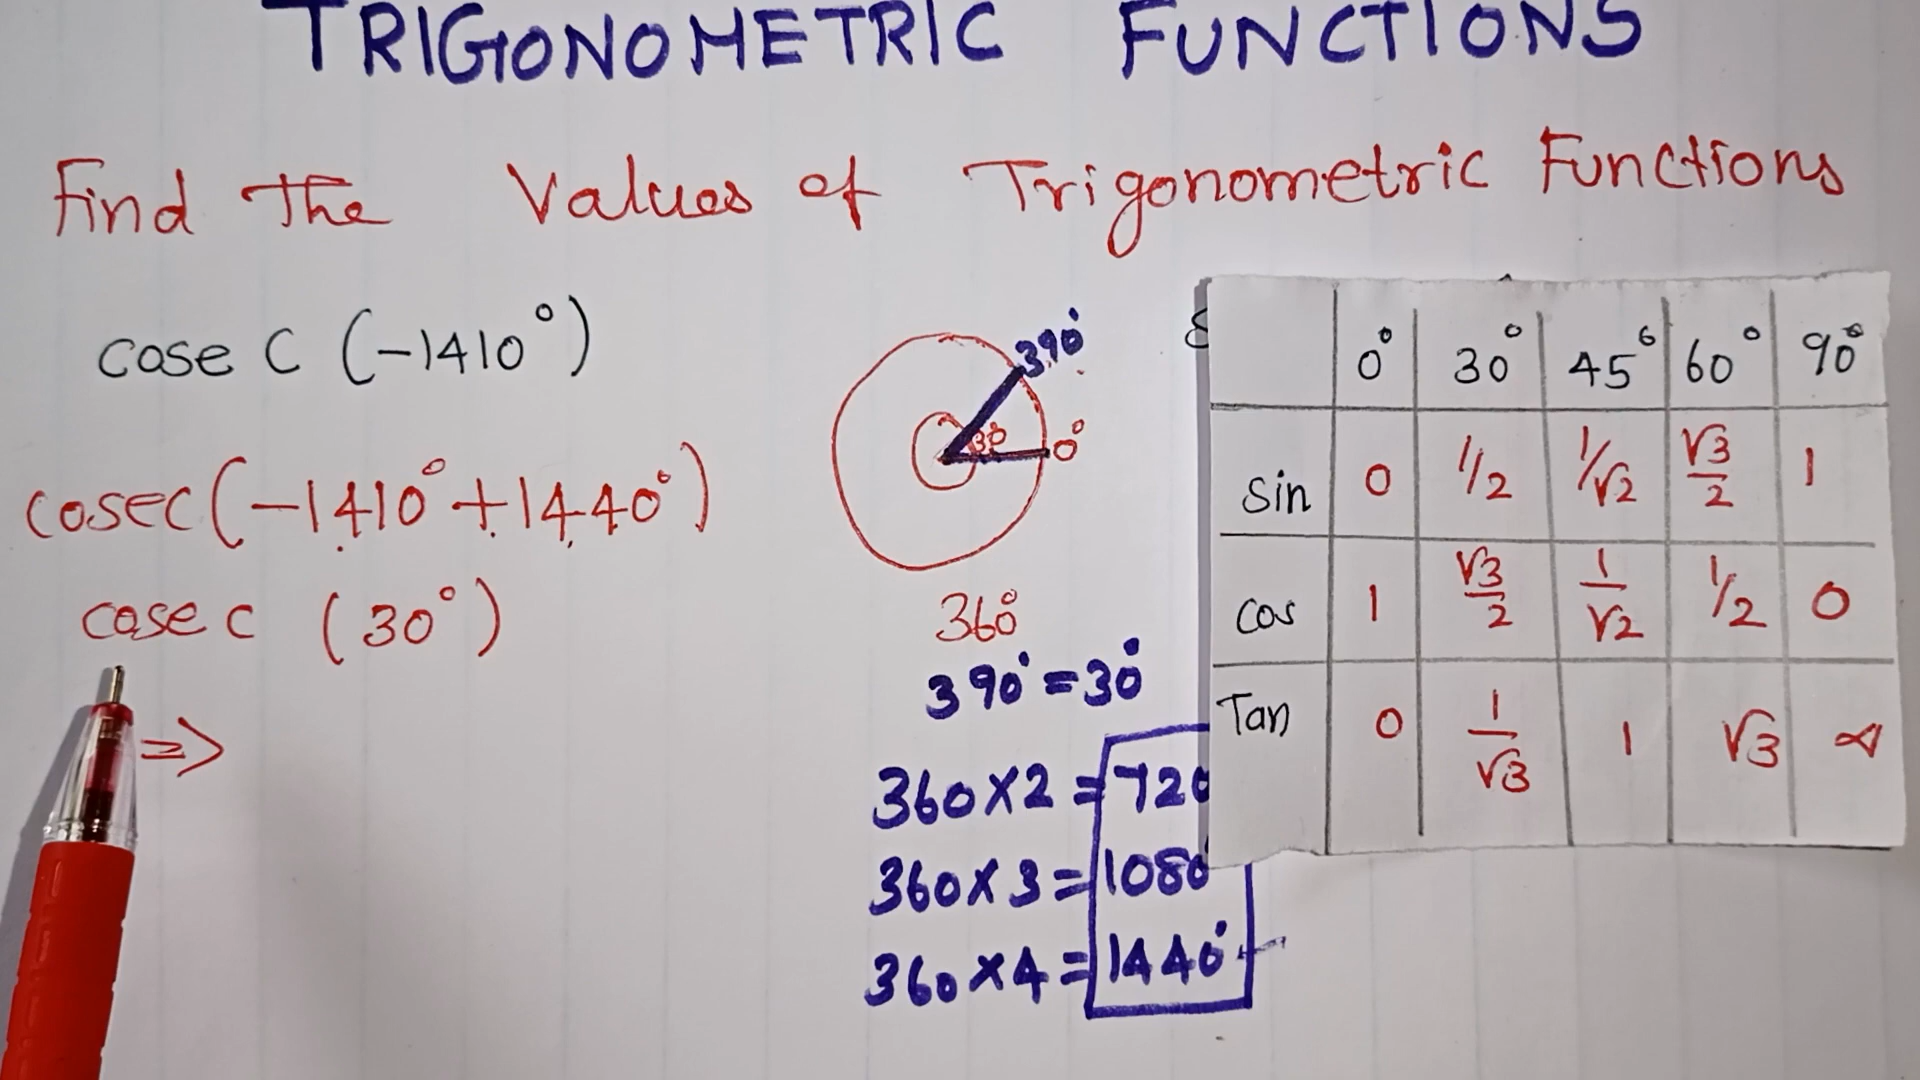 TRIGONOMETRIC FUNCTIONS
Find the Values of Trigonometric Functions
cosec (-1410°)
cosec(-1410°+1440°)
cosec (30°)
⇒
390°
30°
0°
360°
390°=30°
360×2=720
360×3=1080
360×4=1440°
0° 30° 45° 60° 90°
sin 0 1/2 1/√2 √3/2 1
cos 1 √3/2 1/√2 1/2 0
Tan 0 1/√3 1 √3 ∝